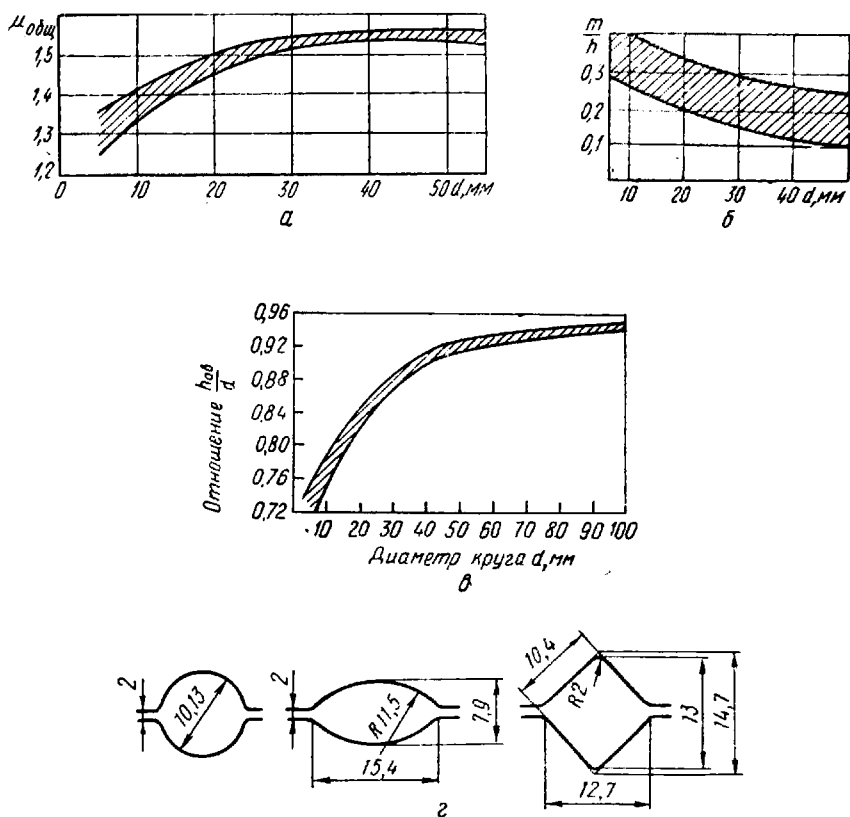 μобщ
1,5
1,4
1,3
1,2
0 10 20 30 40 50 d, мм
а
m/h
0,3
0,2
0,1
10 20 30 40 d, мм
б
Отношение hов/d
0,96
0,92
0,88
0,84
0,80
0,76
0,72
10 20 30 40 50 60 70 80 90 100
Диаметр круга d, мм
в
2
10,13
2
R11,5
7,9
15,4
10,4
R2
13
14,7
12,7
г